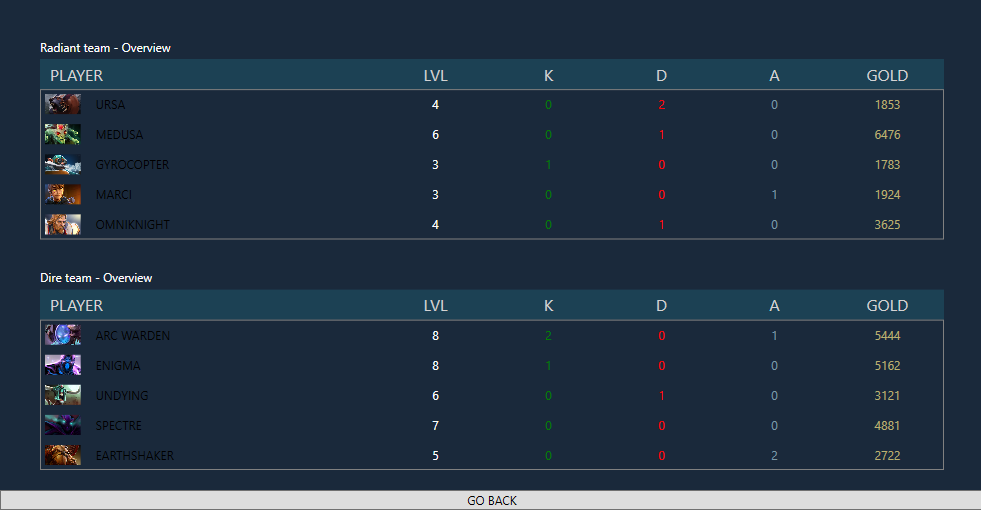 Radiant team - Overview
PLAYER LVL K D A GOLD
URSA 4 0 2 0 1853
MEDUSA 6 0 1 0 6476
GYROCOPTER 3 1 0 0 1783
MARCI 3 0 0 1 1924
OMNIKNIGHT 4 0 1 0 3625
Dire team - Overview
PLAYER LVL K D A GOLD
ARC WARDEN 8 2 0 1 5444
ENIGMA 8 1 0 0 5162
UNDYING 6 0 1 0 3121
SPECTRE 7 0 0 0 4881
EARTHSHAKER 5 0 0 2 2722
GO BACK